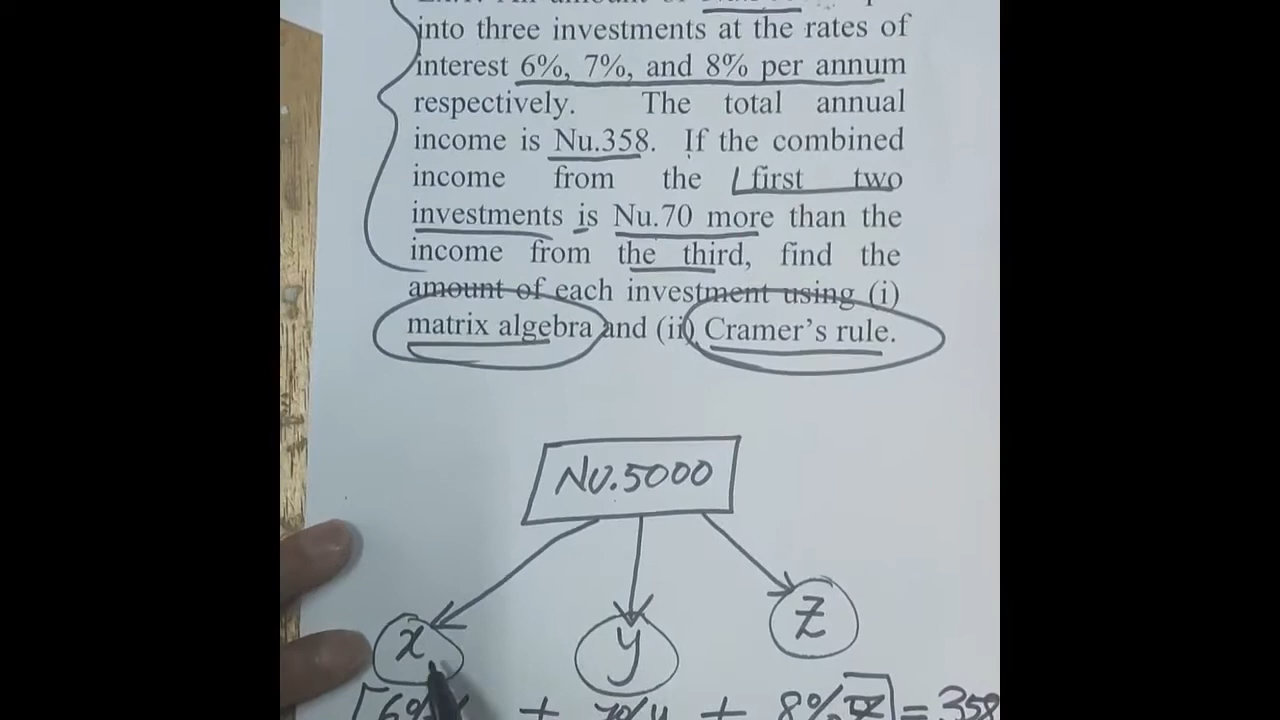 into three investments at the rates of
interest 6%, 7%, and 8% per annum
respectively. The total annual
income is Nu.358. If the combined
income from the first two
investments is Nu.70 more than the
income from the third, find the
amount of each investment using (i)
matrix algebra and (ii) Cramer's rule.
NU.5000
x y z
+ + 8% = 358